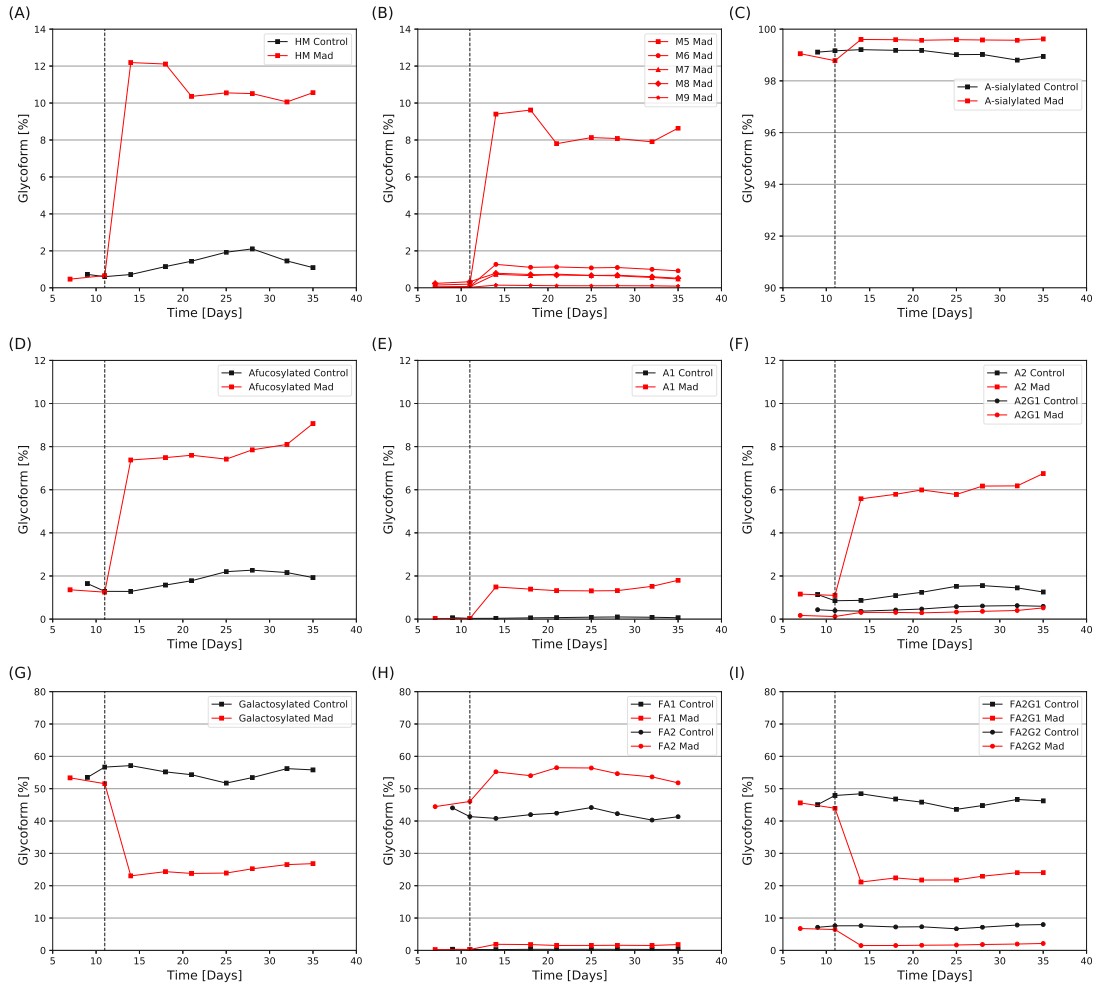 (A)
14
12
10
8
6
4
2
0
Glycoform [%]
HM Control
HM Mad
5 10 15 20 25 30 35 40
Time [Days]
(B)
14
12
10
8
6
4
2
0
Glycoform [%]
M5 Mad
M6 Mad
M7 Mad
M8 Mad
M9 Mad
5 10 15 20 25 30 35 40
Time [Days]
(C)
100
98
96
94
92
90
Glycoform [%]
A-sialylated Control
A-sialylated Mad
5 10 15 20 25 30 35 40
Time [Days]
(D)
12
10
8
6
4
2
0
Glycoform [%]
Afucosylated Control
Afucosylated Mad
5 10 15 20 25 30 35 40
Time [Days]
(E)
12
10
8
6
4
2
0
Glycoform [%]
A1 Control
A1 Mad
5 10 15 20 25 30 35 40
Time [Days]
(F)
12
10
8
6
4
2
0
Glycoform [%]
A2 Control
A2 Mad
A2G1 Control
A2G1 Mad
5 10 15 20 25 30 35 40
Time [Days]
(G)
80
70
60
50
40
30
20
10
0
Glycoform [%]
Galactosylated Control
Galactosylated Mad
5 10 15 20 25 30 35 40
Time [Days]
(H)
80
70
60
50
40
30
20
10
0
Glycoform [%]
FA1 Control
FA1 Mad
FA2 Control
FA2 Mad
5 10 15 20 25 30 35 40
Time [Days]
(I)
80
70
60
50
40
30
20
10
0
Glycoform [%]
FA2G1 Control
FA2G1 Mad
FA2G2 Control
FA2G2 Mad
5 10 15 20 25 30 35 40
Time [Days]